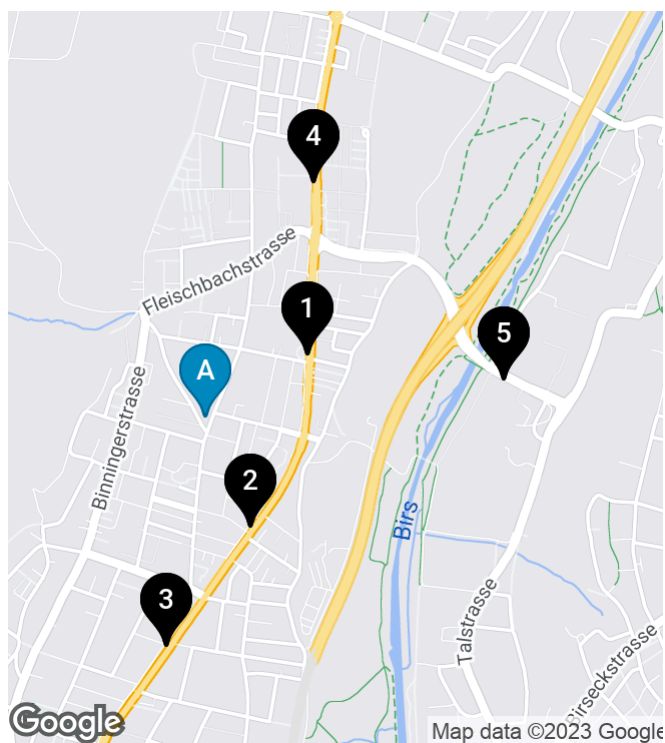 4
Fleischbachstrasse
1
5
A
Binningerstrasse
2
Birs
3
Talstrasse
Birseckstrasse
Google
Map data ©2023 Google